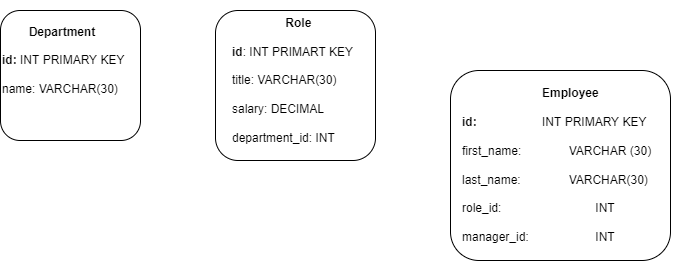 Department
id: INT PRIMARY KEY
name: VARCHAR(30)
Role
id: INT PRIMART KEY
title: VARCHAR(30)
salary: DECIMAL
department_id: INT
Employee
id: INT PRIMARY KEY
first_name: VARCHAR (30)
last_name: VARCHAR(30)
role_id: INT
manager_id: INT